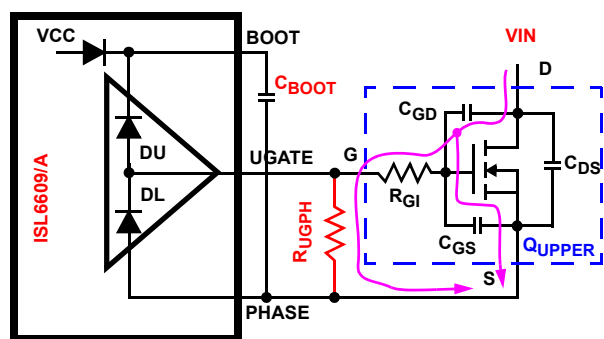 VCC
BOOT
VIN
D
CBOOT
CGD
DU
UGATE
G
CDS
DL
RGI
ISL6609/A
RUGPH
CGS
QUPPER
S
PHASE